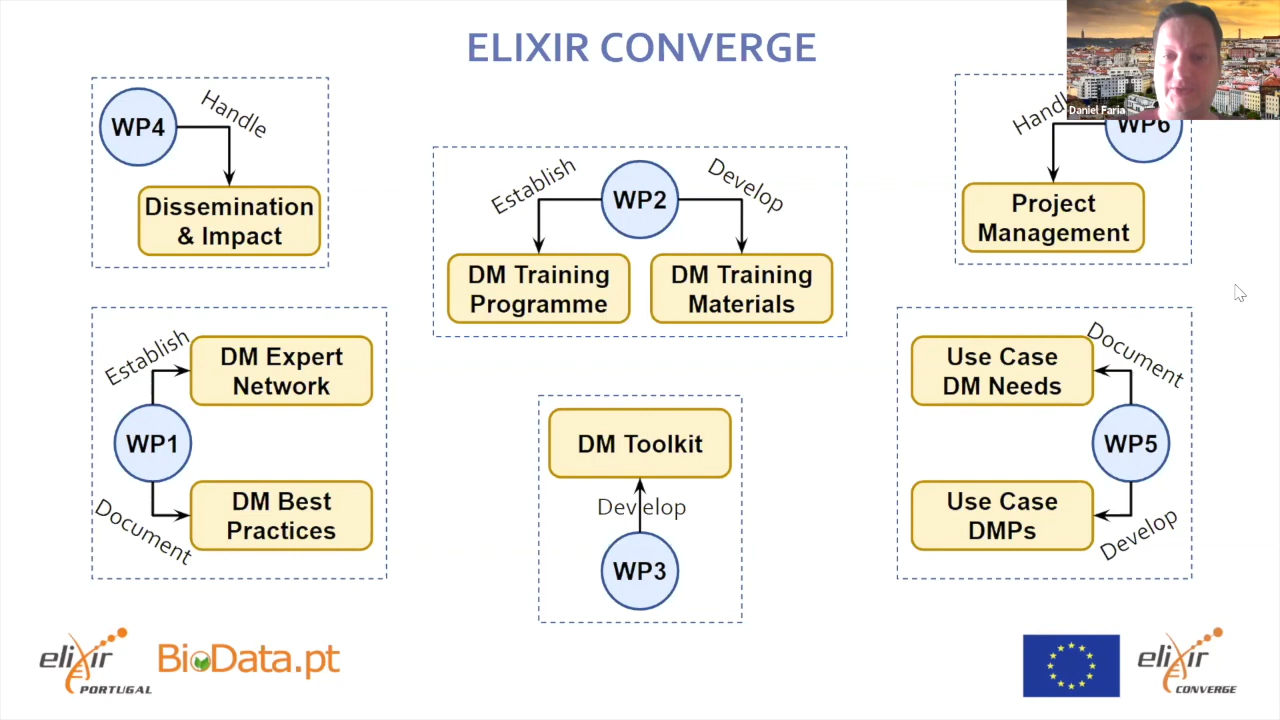 ELIXIR CONVERGE
Daniel Faria
WP4
Handle
Dissemination
& Impact
Establish
WP2
Develop
DM Training
Programme
DM Training
Materials
WP6
Project
Management
Establish
DM Expert
Network
WP1
Document
DM Best
Practices
DM Toolkit
Develop
WP3
Use Case
DM Needs
Document
WP5
Use Case
DMPs
Develop
elixir
PORTUGAL
BioData.pt
elixir
CONVERGE